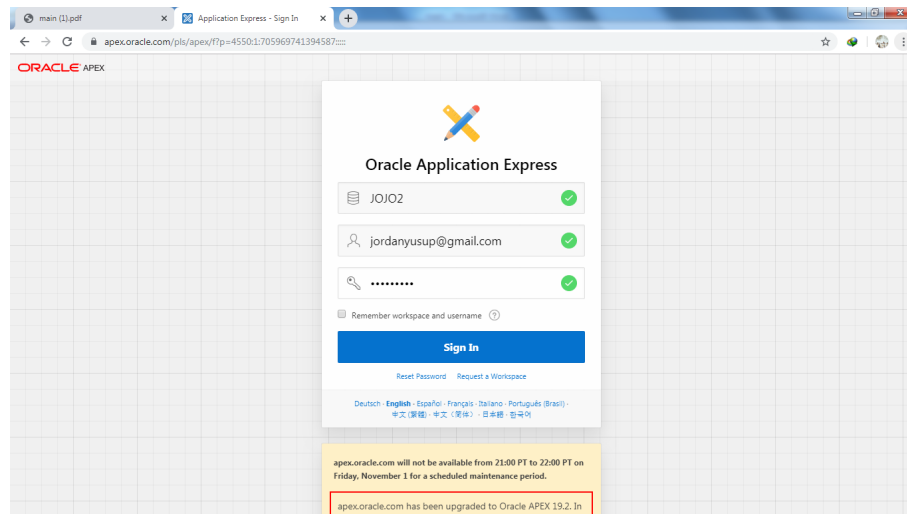 main (1).pdf
Application Express - Sign In
apex.oracle.com/pls/apex/f?p=4550:1:705969741394587:::::
ORACLE APEX
Oracle Application Express
JOJO2
jordanyusup@gmail.com
•••••••••
Remember workspace and username ?
Sign In
Reset Password Request a Workspace
Deutsch · English · Español · Français · Italiano · Português (Brasil) ·
中文 (繁體) · 中文（简体） · 日本語 · 한국어
apex.oracle.com will not be available from 21:00 PT to 22:00 PT on
Friday, November 1 for a scheduled maintenance period.
apex.oracle.com has been upgraded to Oracle APEX 19.2. In